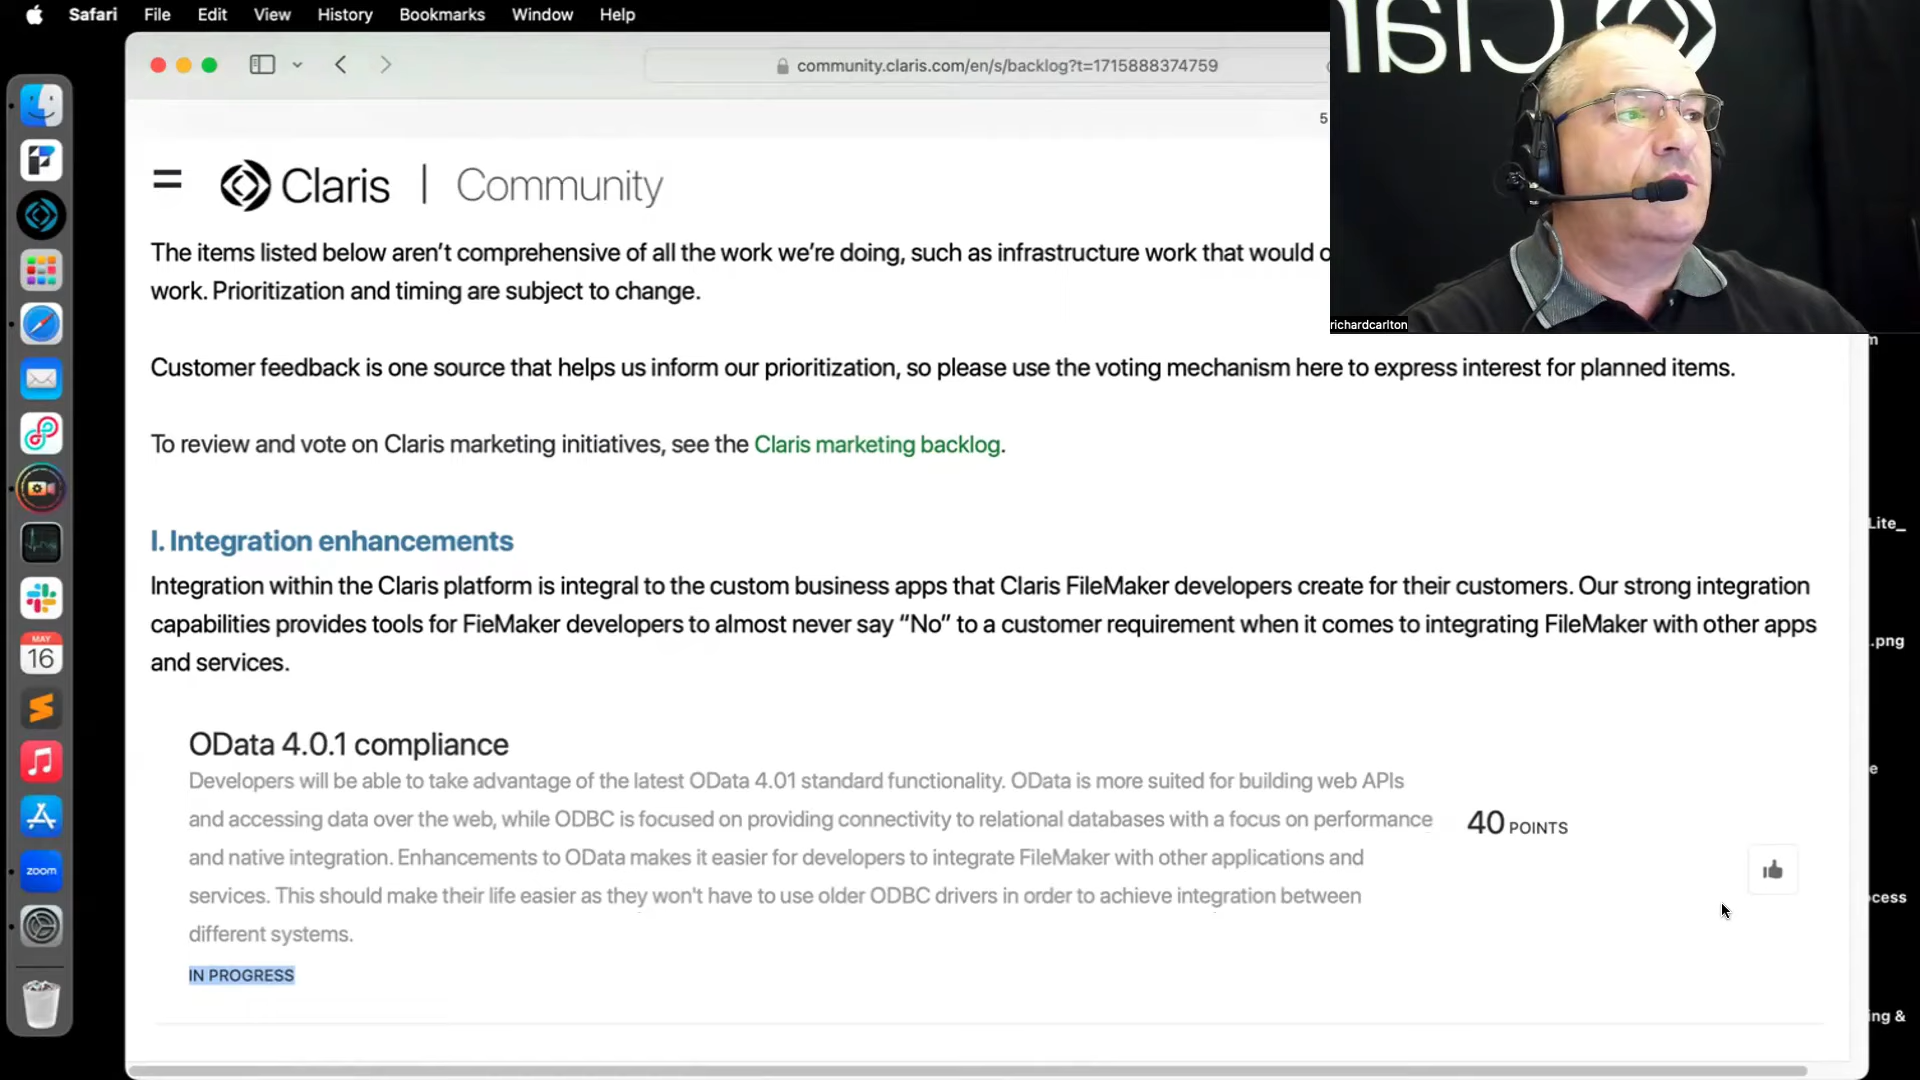 Safari File Edit View History Bookmarks Window Help
community.claris.com/en/s/backlog?t=1715888374759
5
Claris | Community
The items listed below aren’t comprehensive of all the work we’re doing, such as infrastructure work that would
work. Prioritization and timing are subject to change.
richardcarlton
Customer feedback is one source that helps us inform our prioritization, so please use the voting mechanism here to express interest for planned items.
To review and vote on Claris marketing initiatives, see the Claris marketing backlog.
Lite_
I. Integration enhancements
Integration within the Claris platform is integral to the custom business apps that Claris FileMaker developers create for their customers. Our strong integration
capabilities provides tools for FieMaker developers to almost never say “No” to a customer requirement when it comes to integrating FileMaker with other apps
and services.
.png
MAY
16
OData 4.0.1 compliance
Developers will be able to take advantage of the latest OData 4.01 standard functionality. OData is more suited for building web APIs
and accessing data over the web, while ODBC is focused on providing connectivity to relational databases with a focus on performance
and native integration. Enhancements to OData makes it easier for developers to integrate FileMaker with other applications and
services. This should make their life easier as they won't have to use older ODBC drivers in order to achieve integration between
different systems.
40 POINTS
zoom
IN PROGRESS
cess
ing &